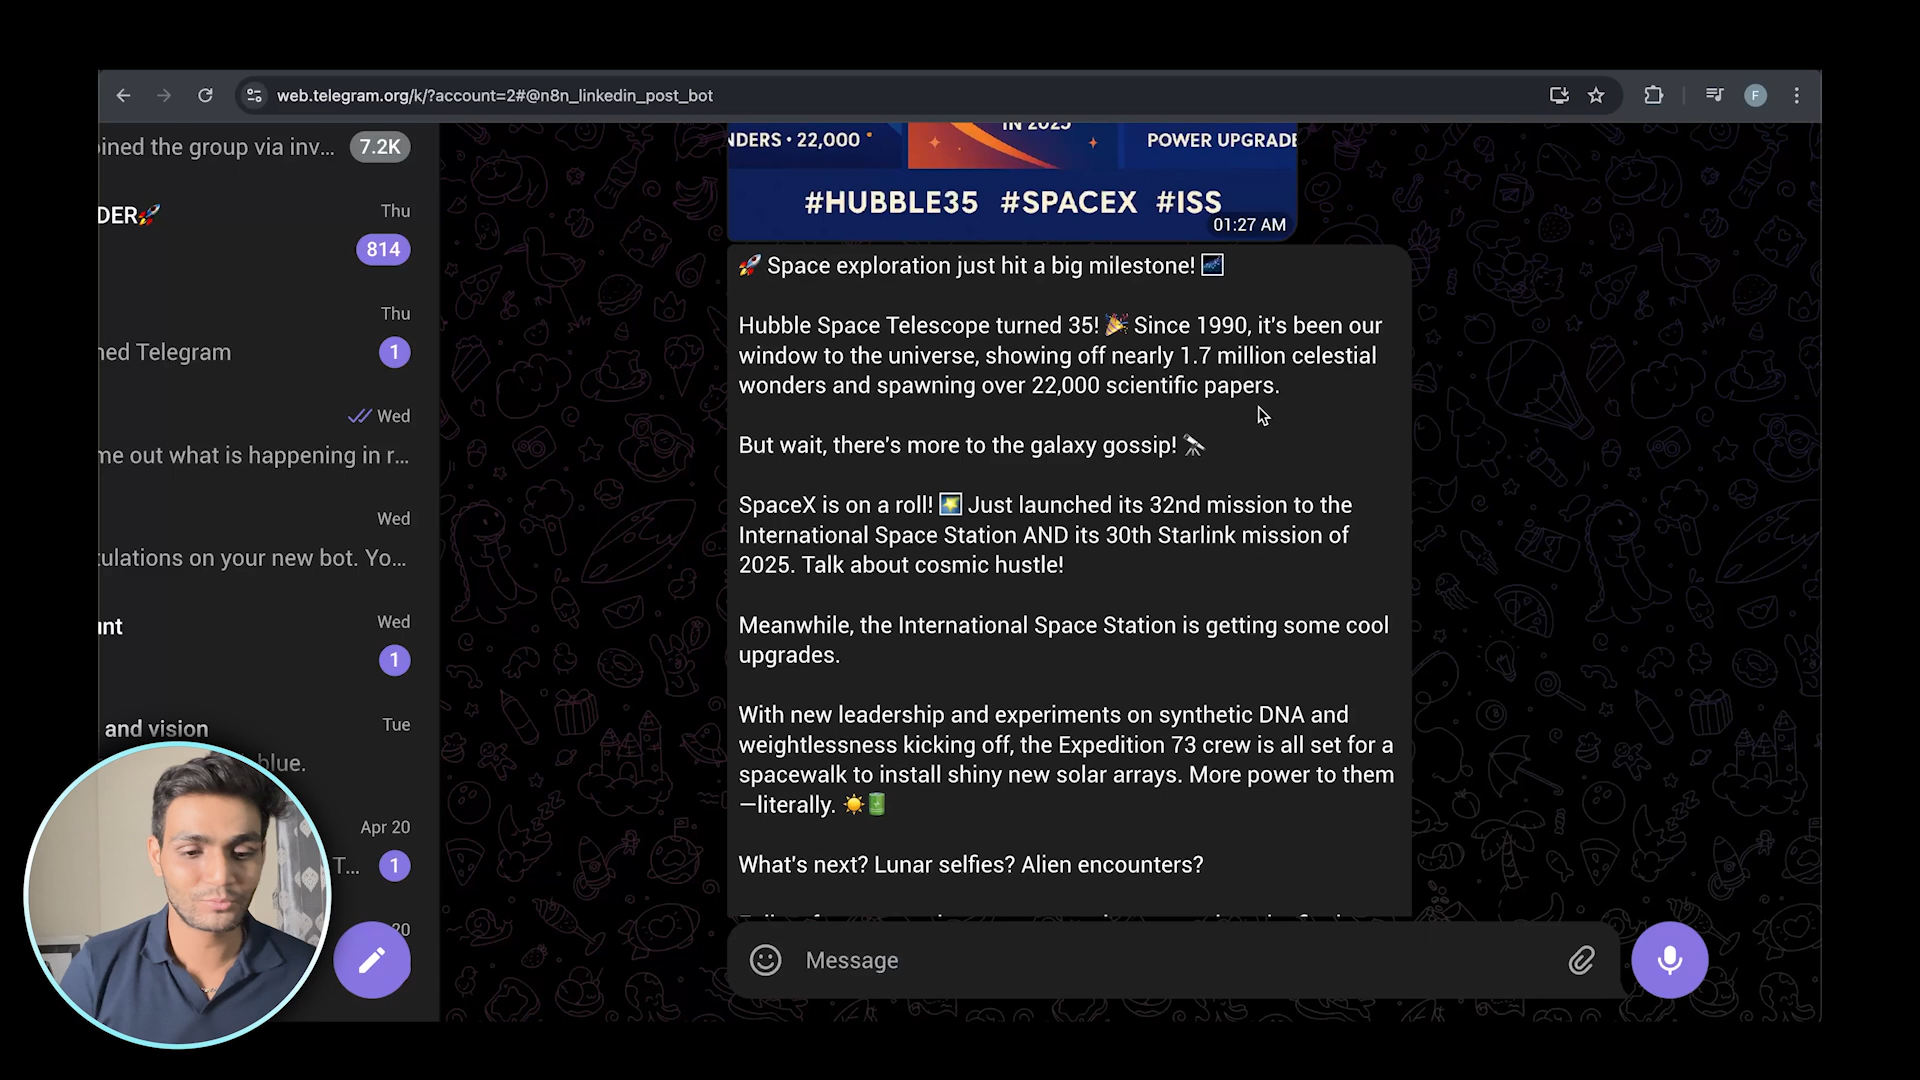 web.telegram.org/k/?account=2#@n8n_linkedin_post_bot
F
ined the group via inv... 7.2K
DER🚀 Thu
814
Thu
ned Telegram 1
Wed
me out what is happening in r...
Wed
ulations on your new bot. Yo...
Wed
1
and vision Tue
blue.
Apr 20
T... 1
20
NDERS • 22,000
IN 2025
POWER UPGRADE
#HUBBLE35 #SPACEX #ISS
01:27 AM
🚀 Space exploration just hit a big milestone! 🌌
Hubble Space Telescope turned 35! 🎉 Since 1990, it's been our
window to the universe, showing off nearly 1.7 million celestial
wonders and spawning over 22,000 scientific papers.
But wait, there's more to the galaxy gossip! 🔭
SpaceX is on a roll! 🌠 Just launched its 32nd mission to the
International Space Station AND its 30th Starlink mission of
2025. Talk about cosmic hustle!
Meanwhile, the International Space Station is getting some cool
upgrades.
With new leadership and experiments on synthetic DNA and
weightlessness kicking off, the Expedition 73 crew is all set for a
spacewalk to install shiny new solar arrays. More power to them
—literally. ☀️🔋
What's next? Lunar selfies? Alien encounters?
Message